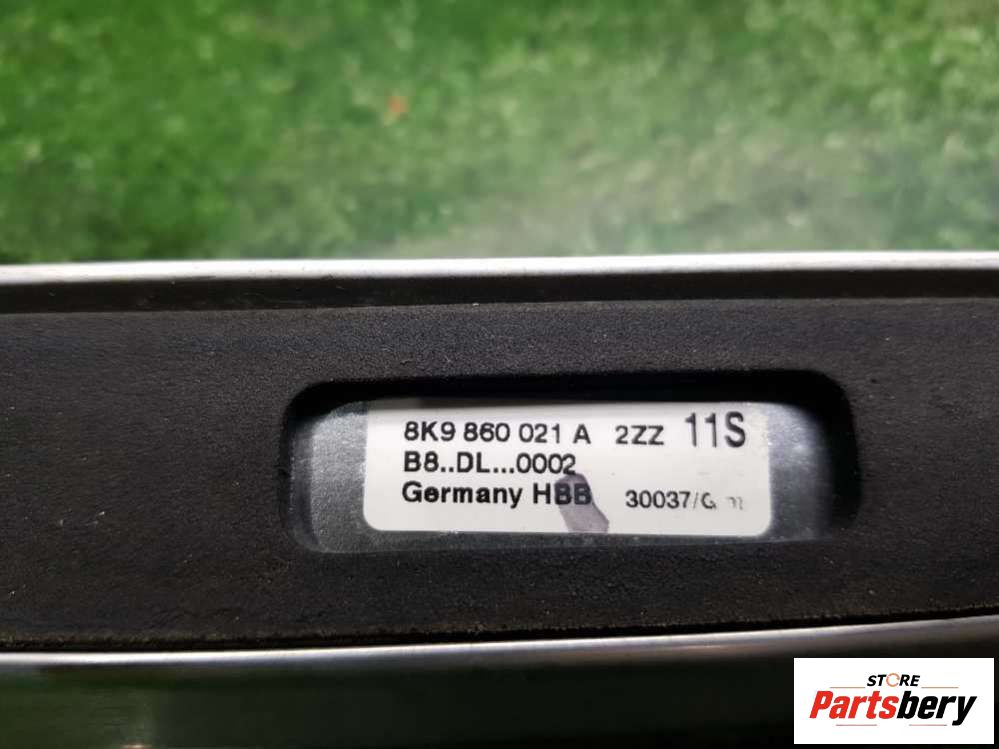 8K9 860 021 A 2ZZ 11S
B8..DL...0002
Germany HBB 30037/G
STORE
Partsbery